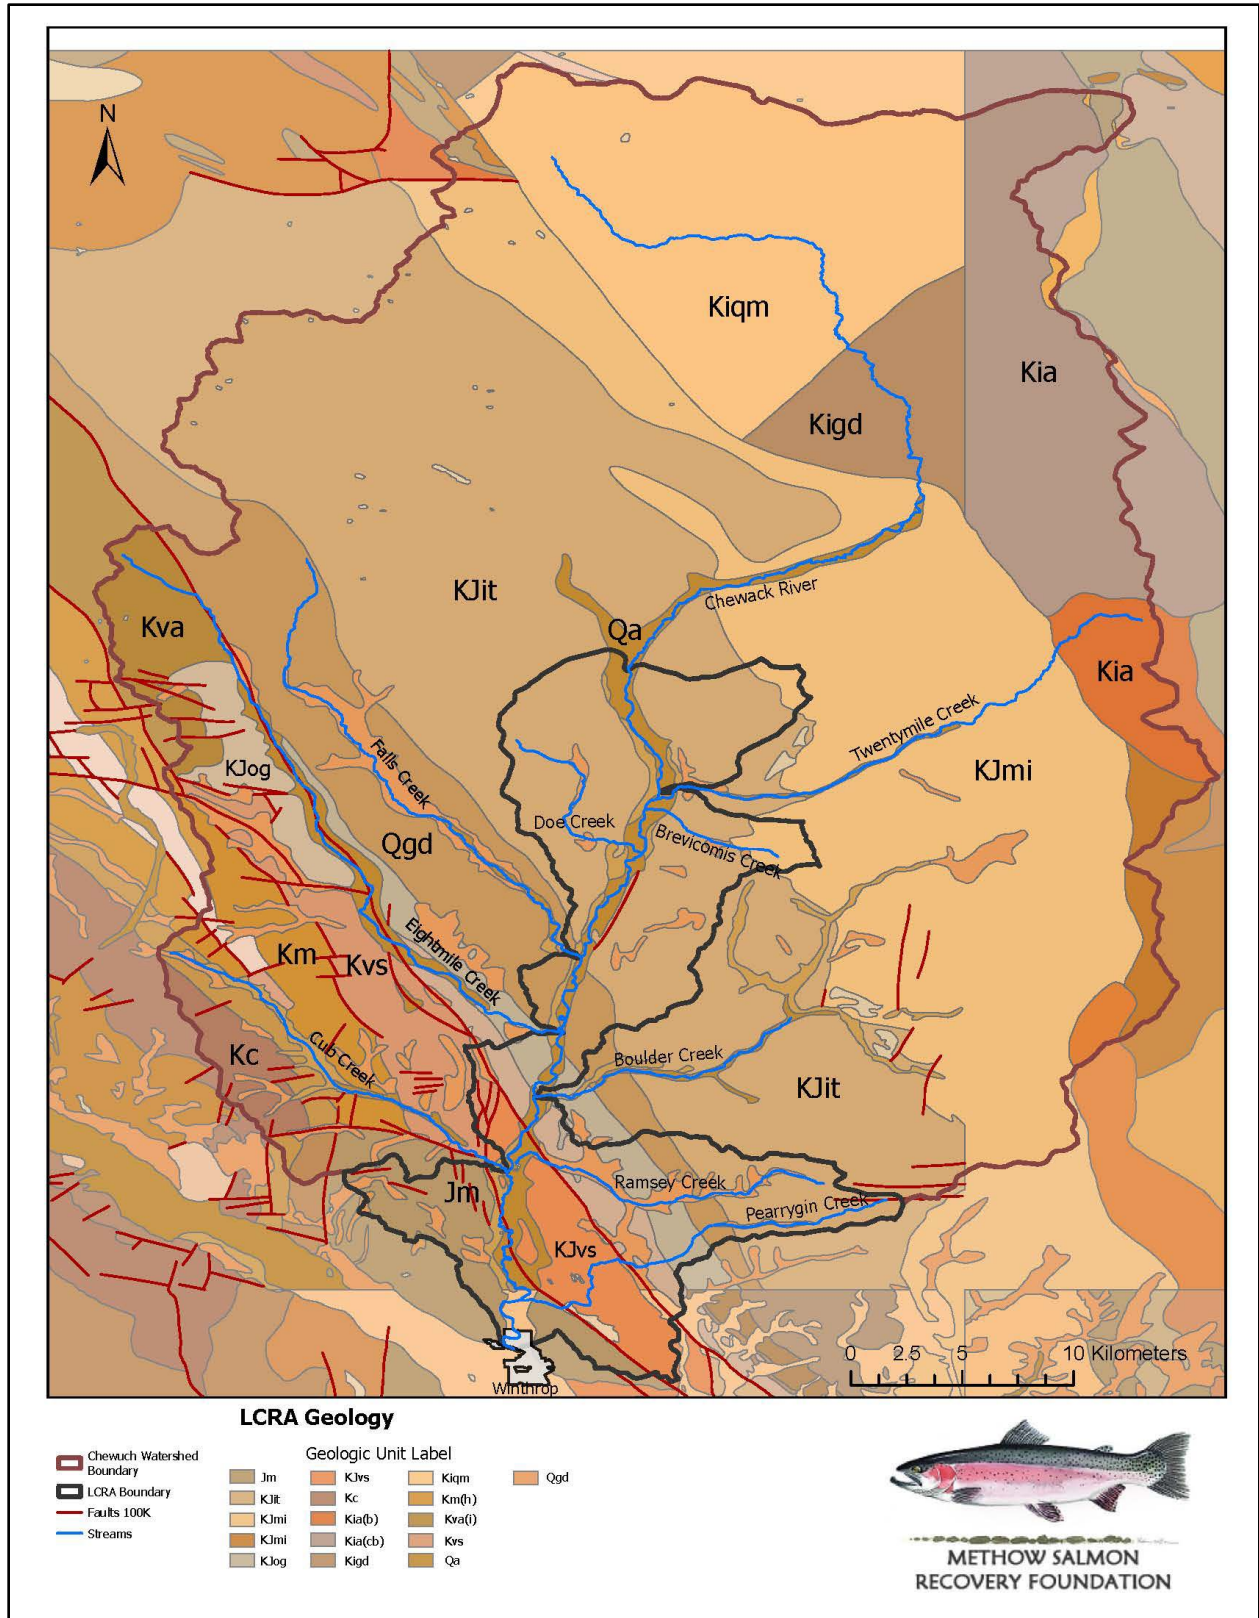 N
Kiqm
Kia
Kigd
KJit
Chewack River
Qa
Kva
Kia
Twentymile Creek
KJog
Falls Creek
KJmi
Doe Creek
Brevicomis Creek
Qgd
Eightmile Creek
Km
Kvs
Kc
Cub Creek
Boulder Creek
KJit
Ramsey Creek
Jm
Pearrygin Creek
KJvs
0 2.5 5 10 Kilometers
Winthrop
LCRA Geology
Chewuch Watershed
Boundary
LCRA Boundary
Faults 100K
Streams
Geologic Unit Label
Jm
KJit
KJmi
KJmi
KJog
KJvs
Kc
Kia(b)
Kia(cb)
Kigd
Kiqm
Km(h)
Kva(i)
Kvs
Qa
Qgd
METHOW SALMON
RECOVERY FOUNDATION